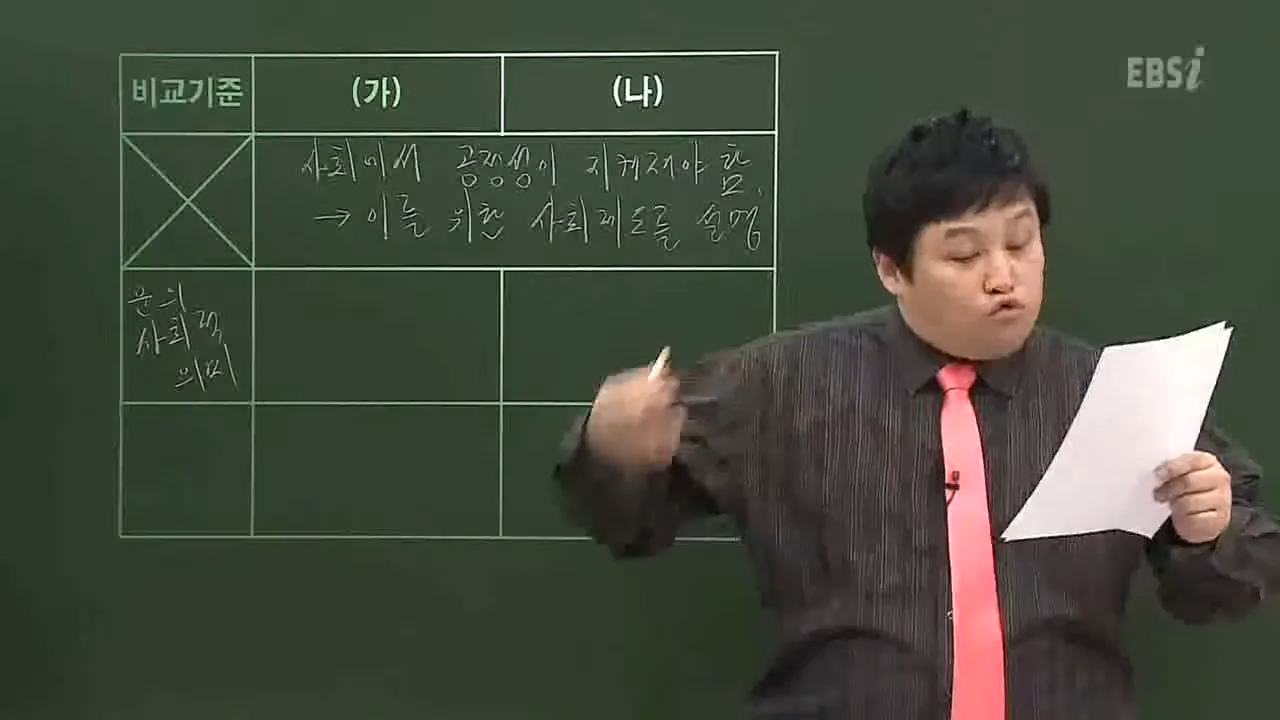 비교기준 (가) (나)
EBSi
사회에서 공정성이 지켜져야 함.
→ 이를 위한 사회제도를 설명
문의
사회적
의미